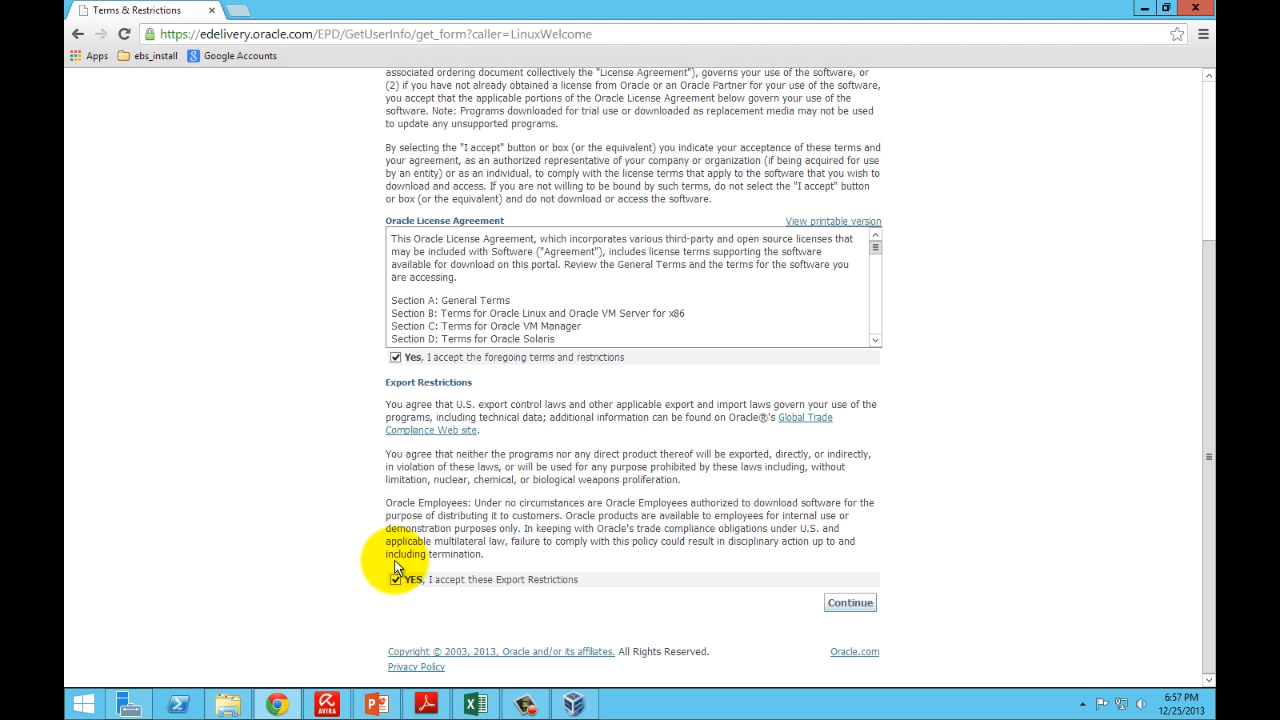 Terms & Restrictions
https://edelivery.oracle.com/EPD/GetUserInfo/get_form?caller=LinuxWelcome
Apps ebs_install Google Accounts
associated ordering document collectively the "License Agreement"), governs your use of the software, or
(2) if you have not already obtained a license from Oracle or an Oracle Partner for your use of the software,
you accept that the applicable portions of the Oracle License Agreement below govern your use of the
software. Note: Programs downloaded for trial use or downloaded as replacement media may not be used
to update any unsupported programs.
By selecting the "I accept" button or box (or the equivalent) you indicate your acceptance of these terms and
your agreement, as an authorized representative of your company or organization (if being acquired for use
by an entity) or as an individual, to comply with the license terms that apply to the software that you wish to
download and access. If you are not willing to be bound by such terms, do not select the "I accept" button
or box (or the equivalent) and do not download or access the software.
Oracle License Agreement View printable version
This Oracle License Agreement, which incorporates various third-party and open source licenses that
may be included with Software ("Agreement"), includes license terms supporting the software
available for download on this portal. Review the General Terms and the terms for the software you
are accessing.
Section A: General Terms
Section B: Terms for Oracle Linux and Oracle VM Server for x86
Section C: Terms for Oracle VM Manager
Section D: Terms for Oracle Solaris
Yes, I accept the foregoing terms and restrictions
Export Restrictions
You agree that U.S. export control laws and other applicable export and import laws govern your use of the
programs, including technical data; additional information can be found on Oracle®'s Global Trade
Compliance Web site.
You agree that neither the programs nor any direct product thereof will be exported, directly, or indirectly,
in violation of these laws, or will be used for any purpose prohibited by these laws including, without
limitation, nuclear, chemical, or biological weapons proliferation.
Oracle Employees: Under no circumstances are Oracle Employees authorized to download software for the
purpose of distributing it to customers. Oracle products are available to employees for internal use or
demonstration purposes only. In keeping with Oracle's trade compliance obligations under U.S. and
applicable multilateral law, failure to comply with this policy could result in disciplinary action up to and
including termination.
YES, I accept these Export Restrictions
Continue
Copyright © 2003, 2013, Oracle and/or its affiliates. All Rights Reserved. Oracle.com
Privacy Policy
AVIRA
6:57 PM
12/25/2013